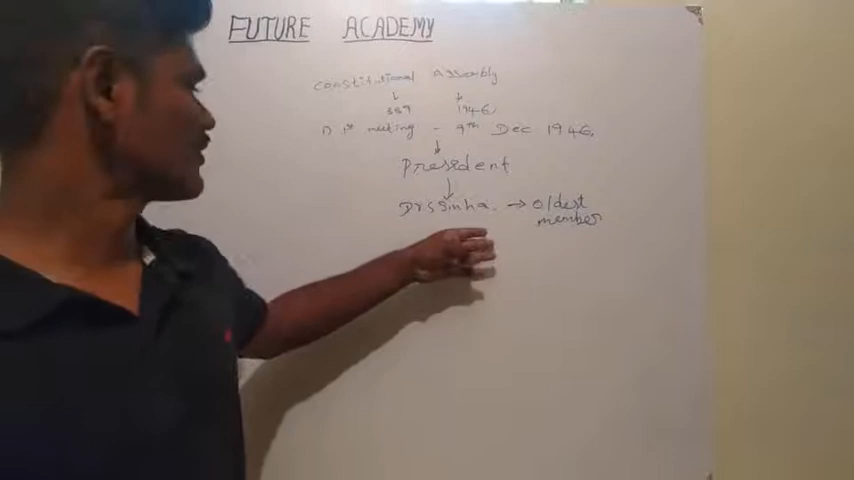 FUTURE ACADEMY
constitutional Assembly
↓ ↓
389 1946
1st meeting - 9th Dec 1946
↓
President
↓
Dr S Sinha. → oldest
member